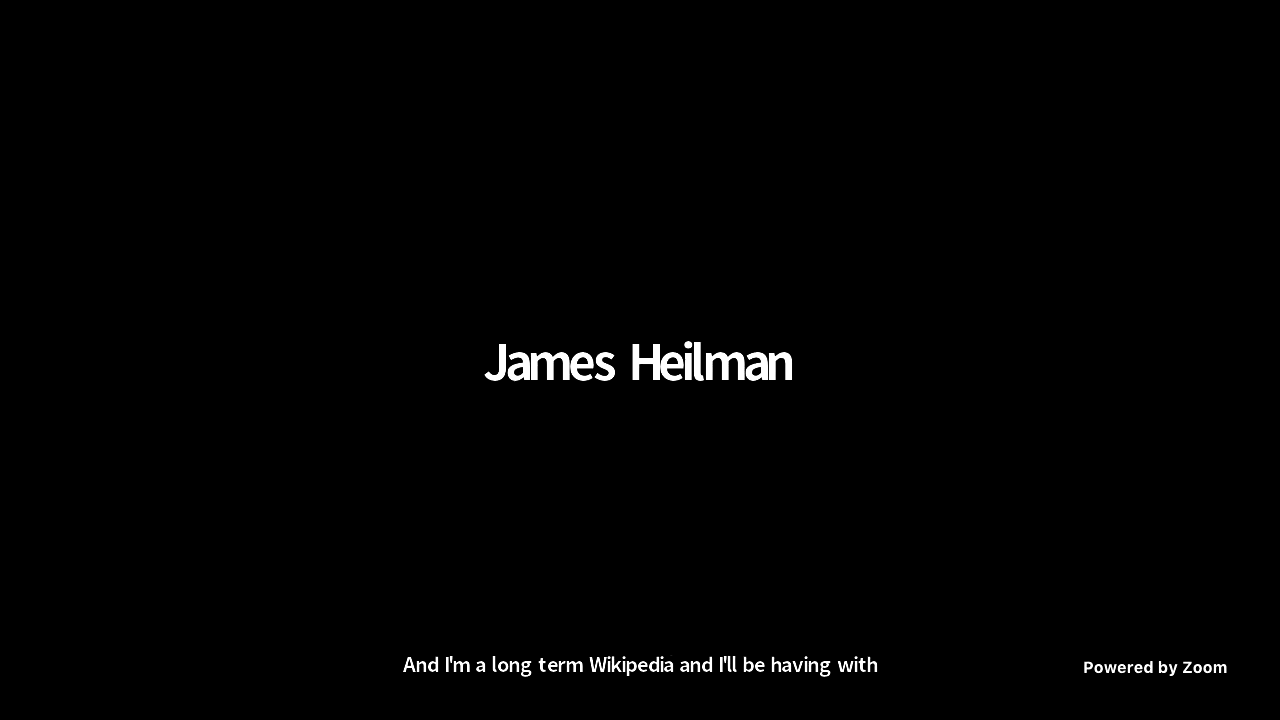 James Heilman
And I'm a long term Wikipedia and I'll be having with
Powered by Zoom